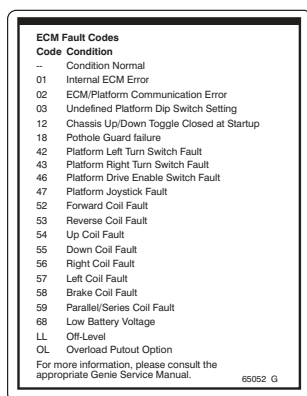 ECM Fault Codes
Code Condition
-- Condition Normal
01 Internal ECM Error
02 ECM/Platform Communication Error
03 Undefined Platform Dip Switch Setting
12 Chassis Up/Down Toggle Closed at Startup
18 Pothole Guard failure
42 Platform Left Turn Switch Fault
43 Platform Right Turn Switch Fault
46 Platform Drive Enable Switch Fault
47 Platform Joystick Fault
52 Forward Coil Fault
53 Reverse Coil Fault
54 Up Coil Fault
55 Down Coil Fault
56 Right Coil Fault
57 Left Coil Fault
58 Brake Coil Fault
59 Parallel/Series Coil Fault
68 Low Battery Voltage
LL Off-Level
OL Overload Putout Option
For more information, please consult the
appropriate Genie Service Manual.
65052 G